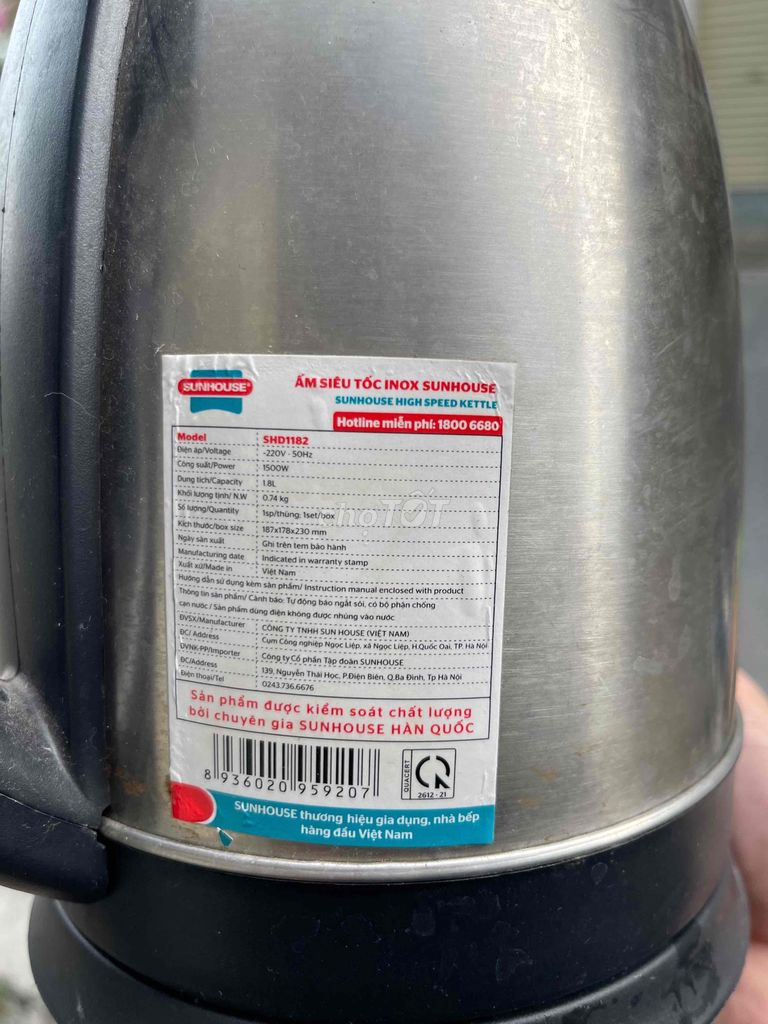 SUNHOUSE®
ẤM SIÊU TỐC INOX SUNHOUSE
SUNHOUSE HIGH SPEED KETTLE
Hotline miễn phí: 1800 6680
Model SHD1182
Điện áp/Voltage ~220V - 50Hz
Công suất/Power 1500W
Dung tích/Capacity 1.8L
Khối lượng tịnh/ N.W 0.74 kg
Số lượng/Quantity 1sp/thùng; 1set/box
Kích thước/box size 187x178x230 mm
Ngày sản xuất Ghi trên tem bảo hành
Manufacturing date Indicated in warranty stamp
Xuất xứ/Made in Việt Nam
Hướng dẫn sử dụng kèm sản phẩm/ Instruction manual enclosed with product
Thông tin sản phẩm/ Cảnh báo: Tự động báo ngắt sôi, có bộ phận chống
cạn nước / Sản phẩm dùng điện không được nhúng vào nước
ĐVSX/Manufacturer CÔNG TY TNHH SUN HOUSE (VIỆT NAM)
ĐC/ Address Cụm Công nghiệp Ngọc Liệp, xã Ngọc Liệp, H.Quốc Oai, TP. Hà Nội
ĐVNK-PP/Importer Công ty Cổ phần Tập đoàn SUNHOUSE
ĐC/Address 139, Nguyễn Thái Học, P.Điện Biên, Q.Ba Đình, Tp Hà Nội
Điện thoại/Tel 0243.736.6676
Sản phẩm được kiểm soát chất lượng
bởi chuyên gia SUNHOUSE HÀN QUỐC
8 936020 959207
QUACERT
2612 - 21
SUNHOUSE thương hiệu gia dụng, nhà bếp
hàng đầu Việt Nam
chợTỐT